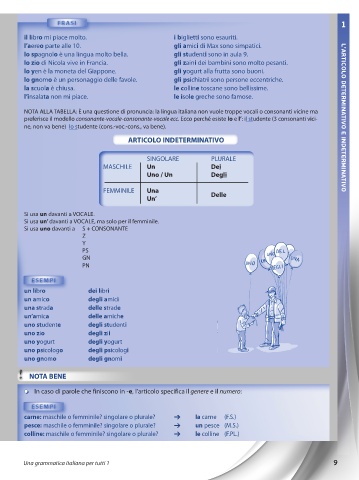 FRASI
1
Il libro mi piace molto.
I biglietti sono esauriti.
l'aereo parte alle 10.
gli amici di Max sono simpatici.
lo spagnolo è una lingua molto bella.
gli studenti sono in aula 9.
lo zio di Nicola vive in Francia.
gli zaini dei bambini sono molto pesanti.
lo yen è la moneta del Giappone.
gli yogurt alla frutta sono buoni.
lo gnomo è un personaggio delle favole.
gli psichiatri sono persone eccentriche.
la scuola è chiusa.
le colline toscane sono bellissime.
l'insalata non mi piace.
le isole greche sono famose.
L'ARTICOLO DETERMINATIVO E INDETERMINATIVO
NOTA ALLA TABELLA: È una questione di pronuncia: la lingua italiana non vuole troppe vocali o consonanti vicine ma
preferisce il modello consonante-vocale-consonante-vocale ecc. Ecco perché esiste lo e l': il studente (3 consonanti vici-
ne, non va bene) lo studente (cons.-voc.-cons., va bene).
ARTICOLO INDETERMINATIVO
SINGOLARE PLURALE
MASCHILE Un Dei
Uno / Un Degli
FEMMINILE Una Delle
Un'
Si usa un davanti a VOCALE.
Si usa un' davanti a VOCALE, ma solo per il femminile.
Si usa uno davanti a S + CONSONANTE
Z
Y
PS
GN
PN
ESEMPI
un libro dei libri
un amico degli amici
una strada delle strade
un'amica delle amiche
uno studente degli studenti
uno zio degli zii
uno yogurt degli yogurt
uno psicologo degli psicologi
uno gnomo degli gnomi
NOTA BENE
In caso di parole che finiscono in -e, l'articolo specifica il genere e il numero:
ESEMPI
carne: maschile o femminile? singolare o plurale? ➔ la carne (F.S.)
pesce: maschile o femminile? singolare o plurale? ➔ un pesce (M.S.)
colline: maschile o femminile? singolare o plurale? ➔ le colline (F.PL.)
Una grammatica italiana per tutti 1
9